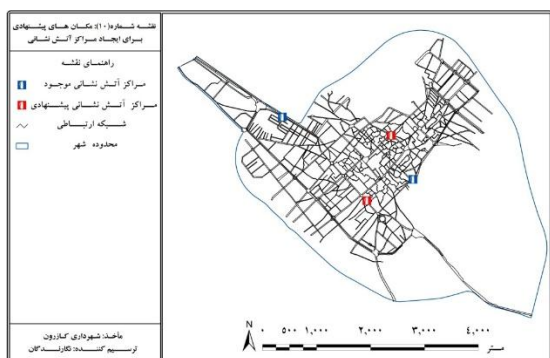 نقشه شماره(۱۰): مکان های پیشنهادی
برای ایجاد مراکز آتش نشانی
راهنمای نقشه
مراکز آتش نشانی موجود
مراکز آتش نشانی پیشنهادی
شبکه ارتباطی
محدوده شهر
مأخذ: شهرداری کازرون
ترسیم کننده: نگارندگان
N
۰ ۵۰۰ ۱,۰۰۰ ۲,۰۰۰ ۳,۰۰۰ ۴,۰۰۰
متر